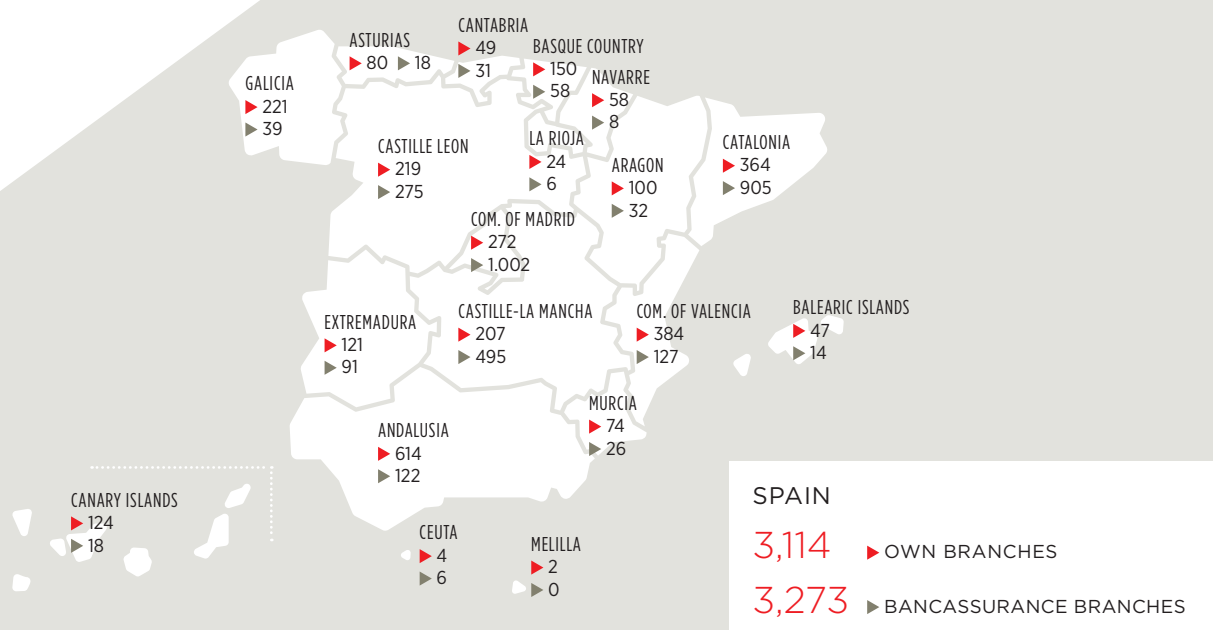 CANTABRIA
▶ 49
▶ 31
ASTURIAS
▶ 80 ▶ 18
BASQUE COUNTRY
▶ 150
▶ 58
NAVARRE
▶ 58
▶ 8
GALICIA
▶ 221
▶ 39
CASTILLE LEON
▶ 219
▶ 275
LA RIOJA
▶ 24
▶ 6
ARAGON
▶ 100
▶ 32
CATALONIA
▶ 364
▶ 905
COM. OF MADRID
▶ 272
▶ 1.002
EXTREMADURA
▶ 121
▶ 91
CASTILLE-LA MANCHA
▶ 207
▶ 495
COM. OF VALENCIA
▶ 384
▶ 127
BALEARIC ISLANDS
▶ 47
▶ 14
MURCIA
▶ 74
▶ 26
ANDALUSIA
▶ 614
▶ 122
CANARY ISLANDS
▶ 124
▶ 18
CEUTA
▶ 4
▶ 6
MELILLA
▶ 2
▶ 0
SPAIN
3,114 ▶ OWN BRANCHES
3,273 ▶ BANCASSURANCE BRANCHES